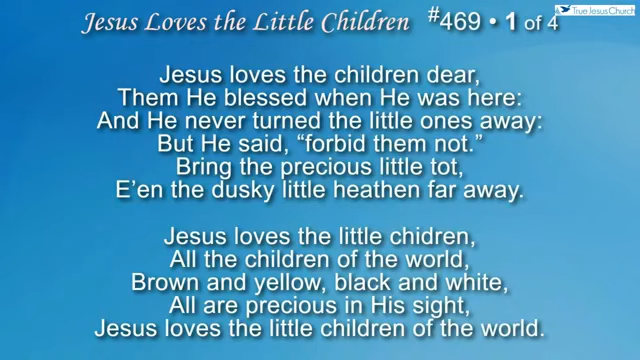 Jesus Loves the Little Children #469 • 1 of 4
True Jesus Church
Jesus loves the children dear,
Them He blessed when He was here:
And He never turned the little ones away:
But He said, “forbid them not.”
Bring the precious little tot,
E’en the dusky little heathen far away.
Jesus loves the little chidren,
All the children of the world,
Brown and yellow, black and white,
All are precious in His sight,
Jesus loves the little children of the world.